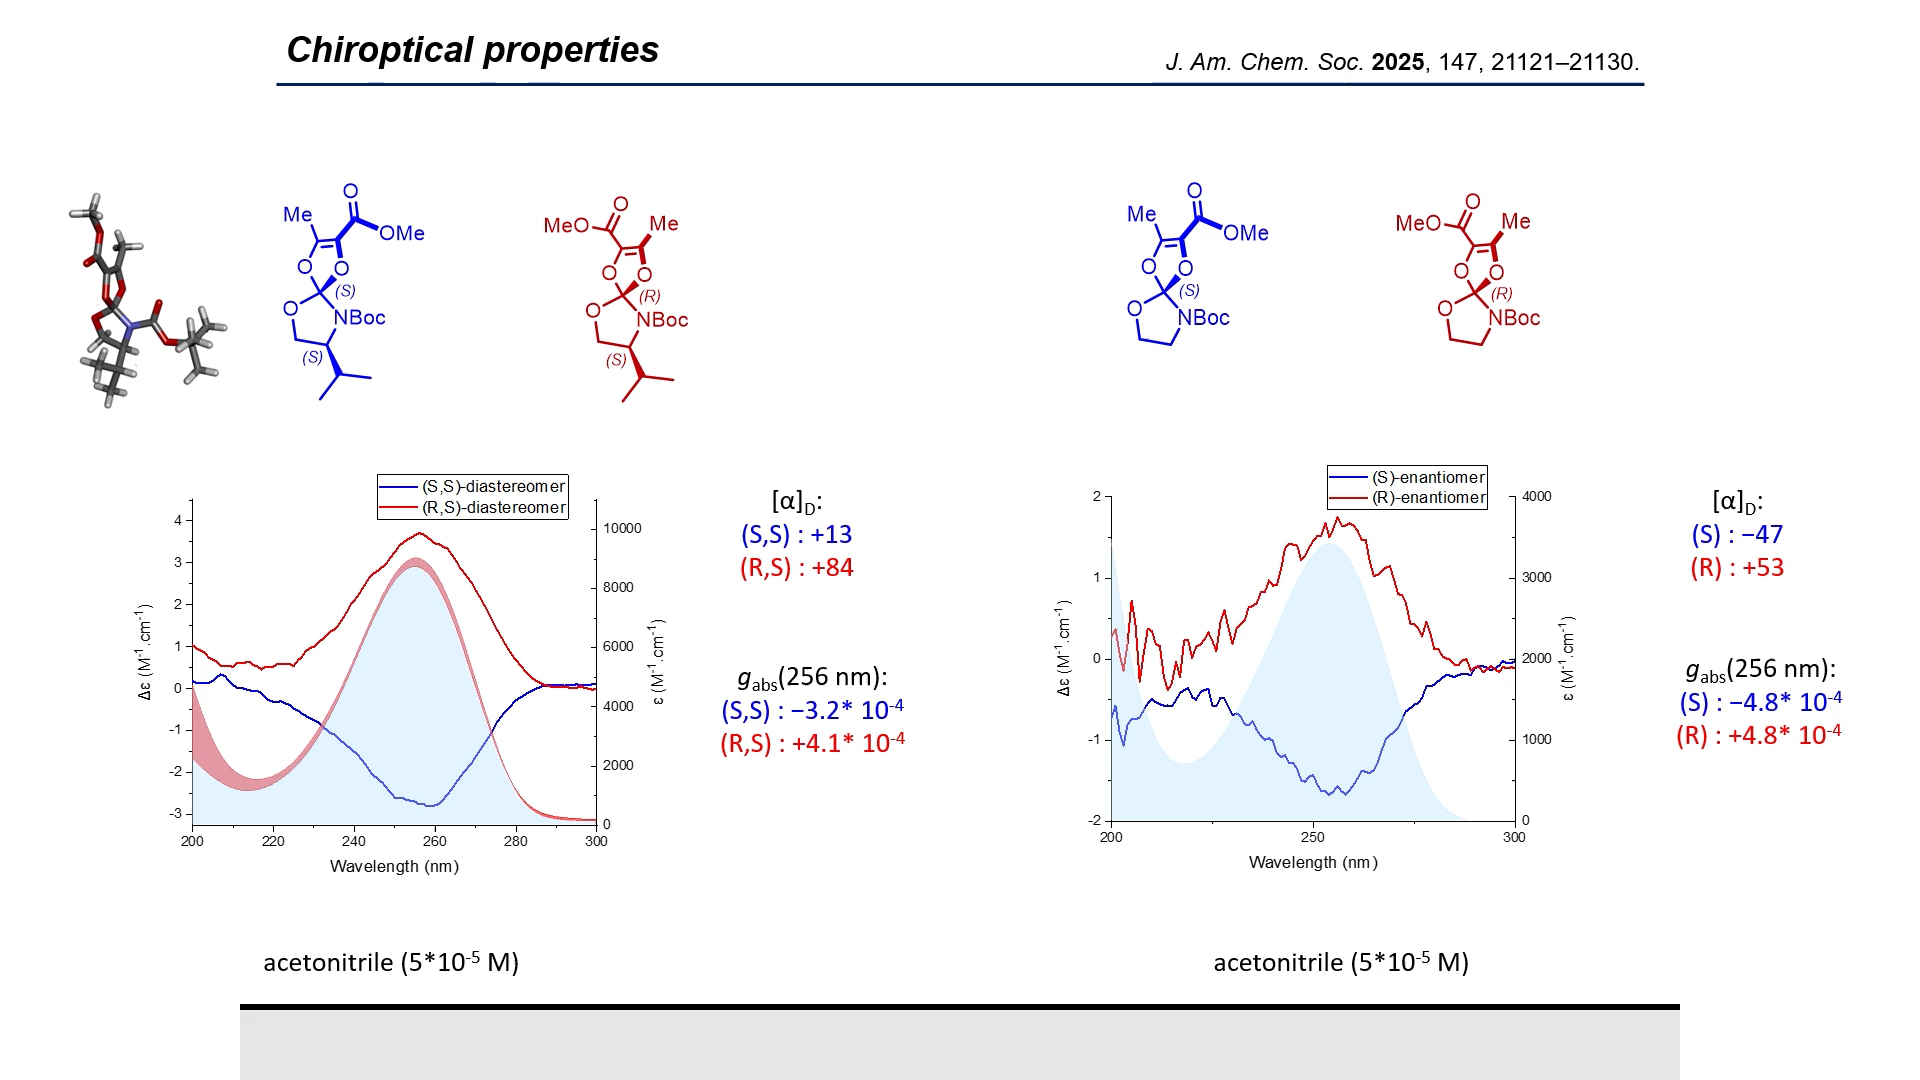 Chiroptical properties
J. Am. Chem. Soc. 2025, 147, 21121–21130.
O
Me
OMe
O
O
(S)
O
NBoc
(S)
O
MeO
Me
O
O
(R)
O
NBoc
(S)
O
Me
OMe
O
O
(S)
O
NBoc
O
MeO
Me
O
O
(R)
O
NBoc
(S,S)-diastereomer
(R,S)-diastereomer
4
3
2
1
0
-1
-2
-3
Δε (M⁻¹.cm⁻¹)
10000
8000
6000
4000
2000
0
ε (M⁻¹.cm⁻¹)
200 220 240 260 280 300
Wavelength (nm)
[α]D:
(S,S) : +13
(R,S) : +84
gabs(256 nm):
(S,S) : −3.2* 10⁻⁴
(R,S) : +4.1* 10⁻⁴
(S)-enantiomer
(R)-enantiomer
2
1
0
-1
-2
Δε (M⁻¹.cm⁻¹)
4000
3000
2000
1000
0
ε (M⁻¹.cm⁻¹)
200 250 300
Wavelength (nm)
[α]D:
(S) : −47
(R) : +53
gabs(256 nm):
(S) : −4.8* 10⁻⁴
(R) : +4.8* 10⁻⁴
acetonitrile (5*10⁻⁵ M)
acetonitrile (5*10⁻⁵ M)